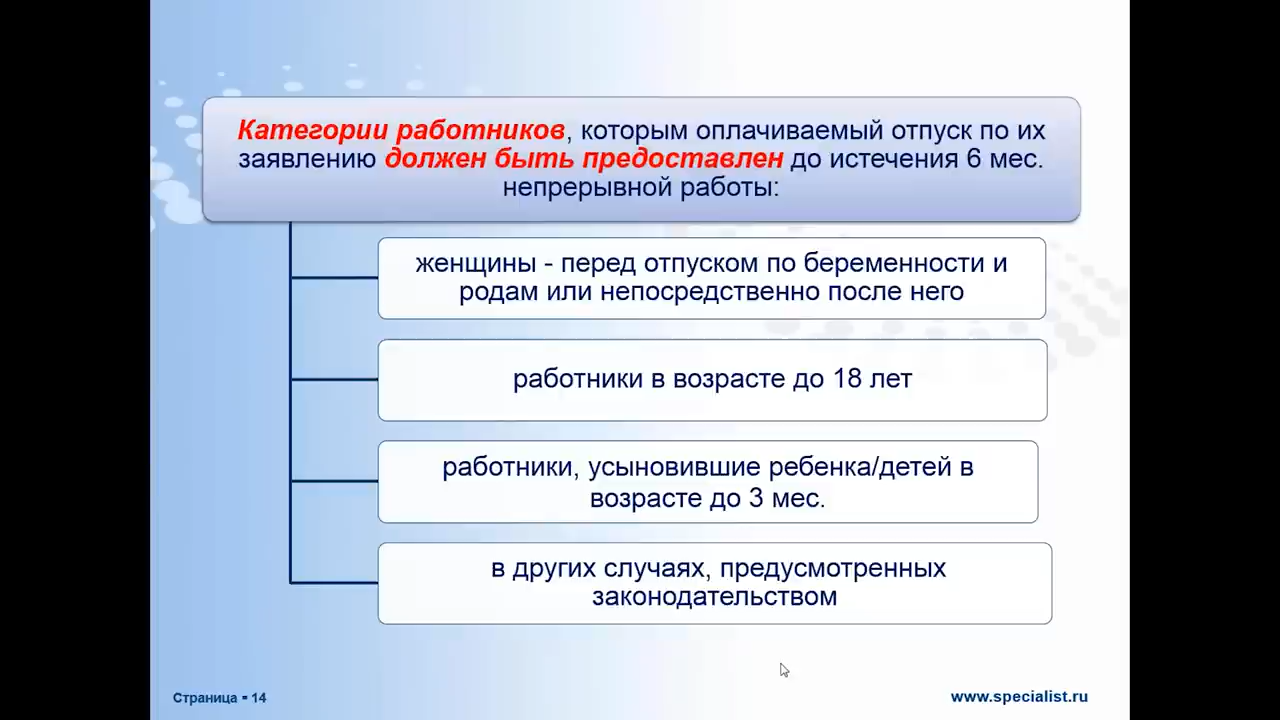 Категории работников, которым оплачиваемый отпуск по их
заявлению должен быть предоставлен до истечения 6 мес.
непрерывной работы:
женщины - перед отпуском по беременности и
родам или непосредственно после него
работники в возрасте до 18 лет
работники, усыновившие ребенка/детей в
возрасте до 3 мес.
в других случаях, предусмотренных
законодательством
Страница ▪ 14
www.specialist.ru